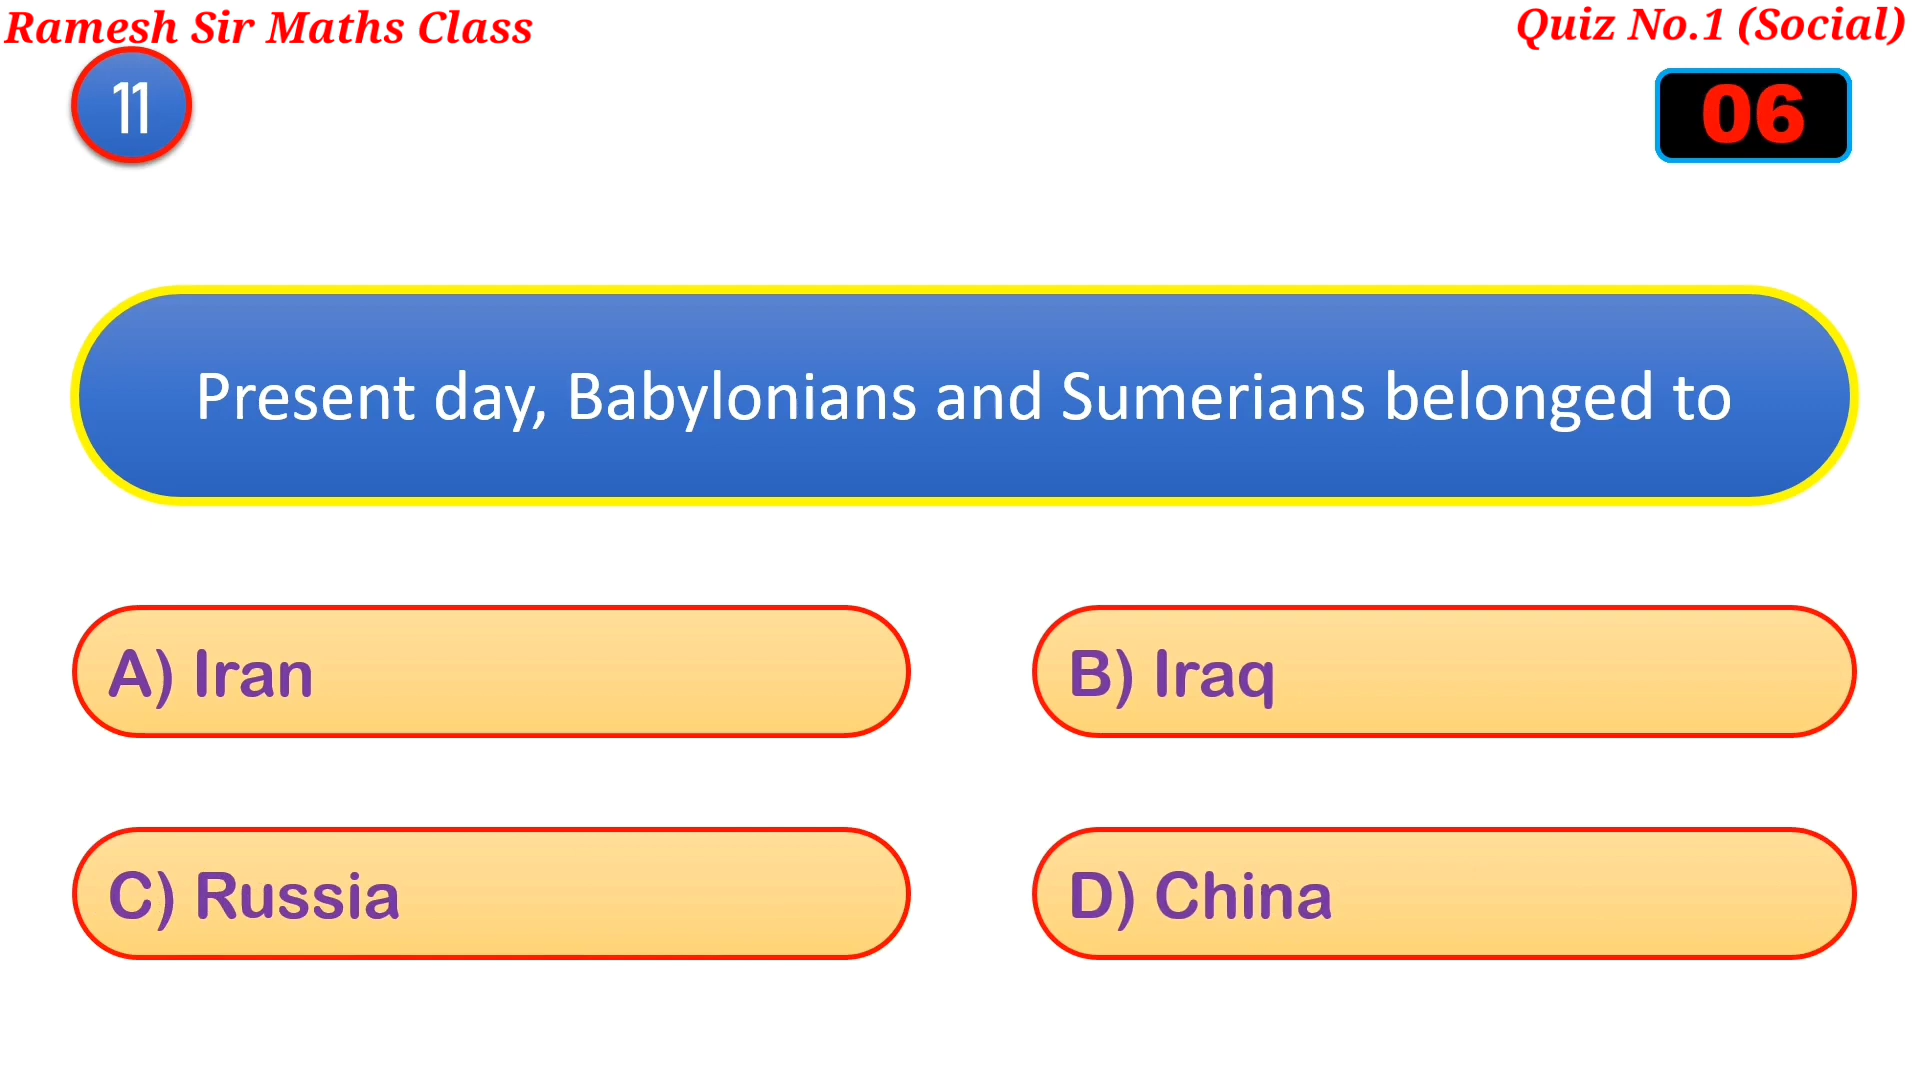 Ramesh Sir Maths Class
Quiz No.1 (Social)
11
06
Present day, Babylonians and Sumerians belonged to
A) Iran
B) Iraq
C) Russia
D) China